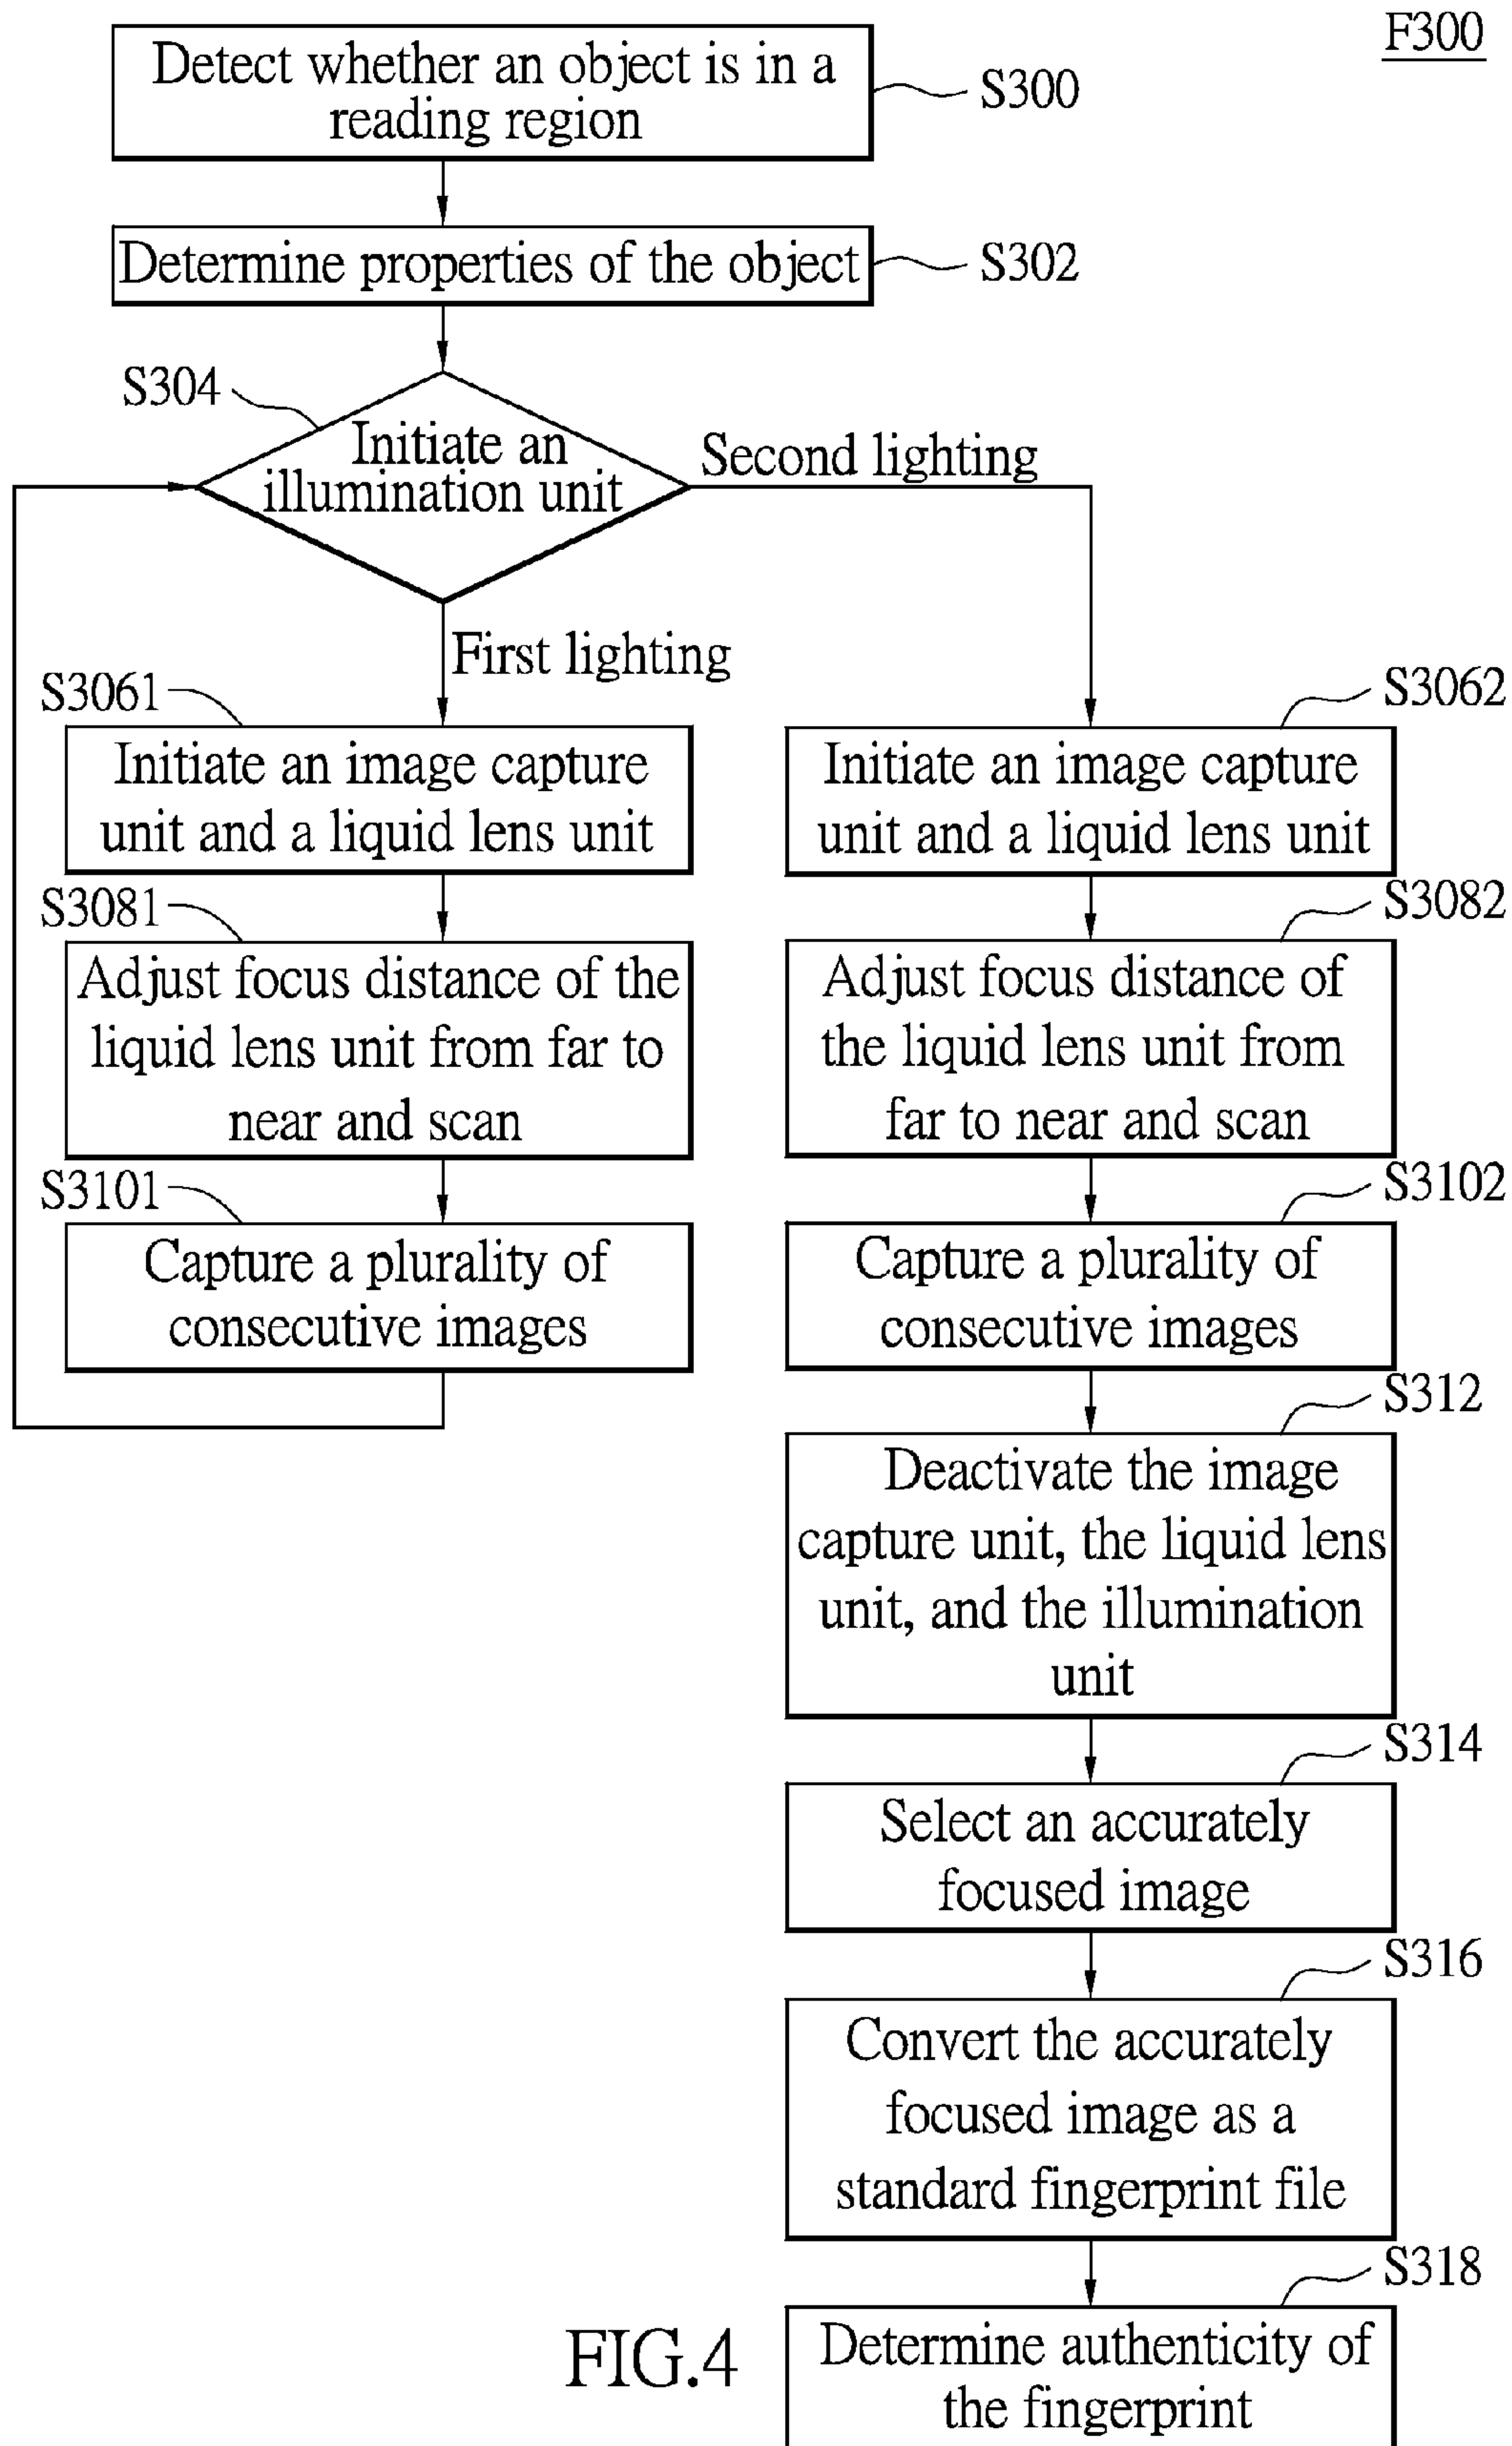 F300
Detect whether an object is in a
reading region
S300
Determine properties of the object
S302
S304
Initiate an
illumination unit
Second lighting
First lighting
S3061
Initiate an image capture
unit and a liquid lens unit
S3081
Adjust focus distance of the
liquid lens unit from far to
near and scan
S3101
Capture a plurality of
consecutive images
S3062
Initiate an image capture
unit and a liquid lens unit
S3082
Adjust focus distance of
the liquid lens unit from
far to near and scan
S3102
Capture a plurality of
consecutive images
S312
Deactivate the image
capture unit, the liquid lens
unit, and the illumination
unit
S314
Select an accurately
focused image
S316
Convert the accurately
focused image as a
standard fingerprint file
S318
Determine authenticity of
the fingerprint
FIG.4